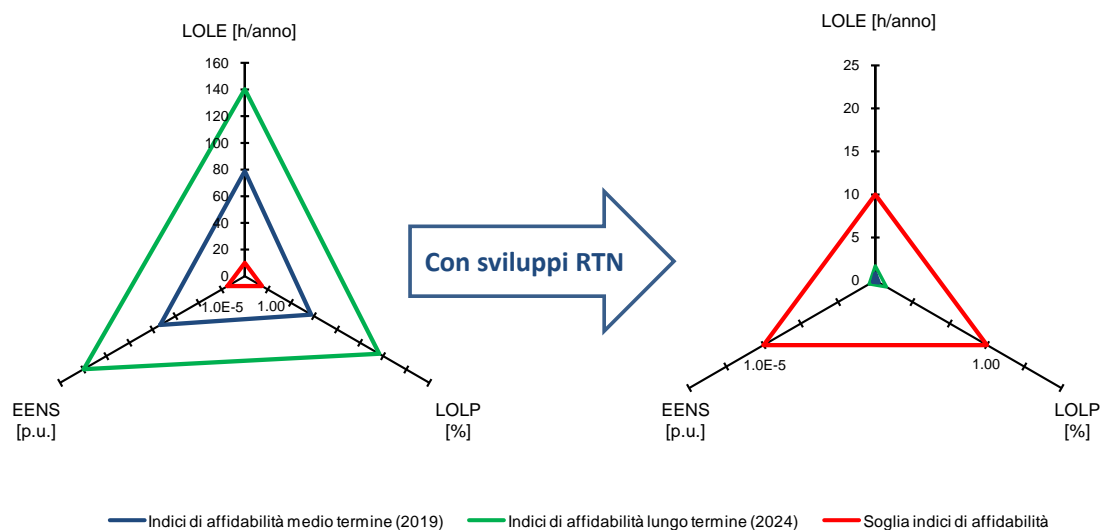 LOLE [h/anno]
160
140
120
100
80
60
40
20
0
1.0E-5
1.00
EENS
[p.u.]
LOLP
[%]
Con sviluppi RTN
LOLE [h/anno]
25
20
15
10
5
0
1.0E-5
1.00
EENS
[p.u.]
LOLP
[%]
Indici di affidabilità medio termine (2019)
Indici di affidabilità lungo termine (2024)
Soglia indici di affidabilità